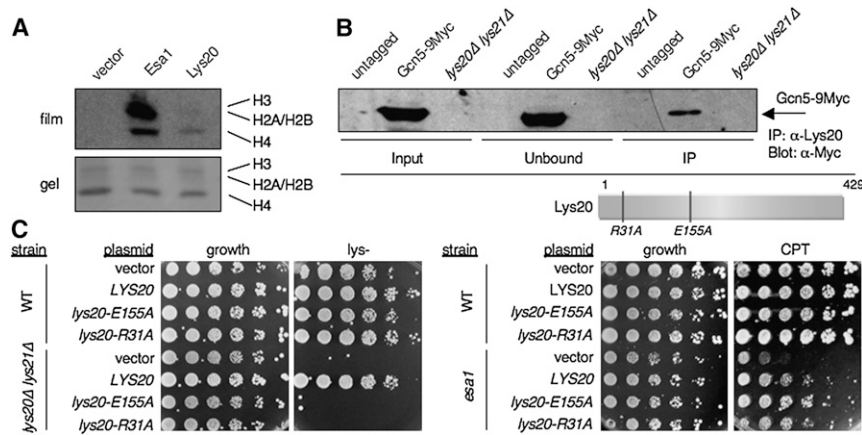 A
vector
Esa1
Lys20
film
H3
H2A/H2B
H4
gel
H3
H2A/H2B
H4
B
untagged
Gcn5-9Myc
lys20Δ lys21Δ
untagged
Gcn5-9Myc
lys20Δ lys21Δ
untagged
Gcn5-9Myc
lys20Δ lys21Δ
Gcn5-9Myc
IP: α-Lys20
Blot: α-Myc
Input
Unbound
IP
1
429
Lys20
R31A
E155A
C
strain
plasmid
growth
lys-
WT
vector
LYS20
lys20-E155A
lys20-R31A
lys20Δ lys21Δ
vector
LYS20
lys20-E155A
lys20-R31A
strain
plasmid
growth
CPT
WT
vector
LYS20
lys20-E155A
lys20-R31A
esa1
vector
LYS20
lys20-E155A
lys20-R31A